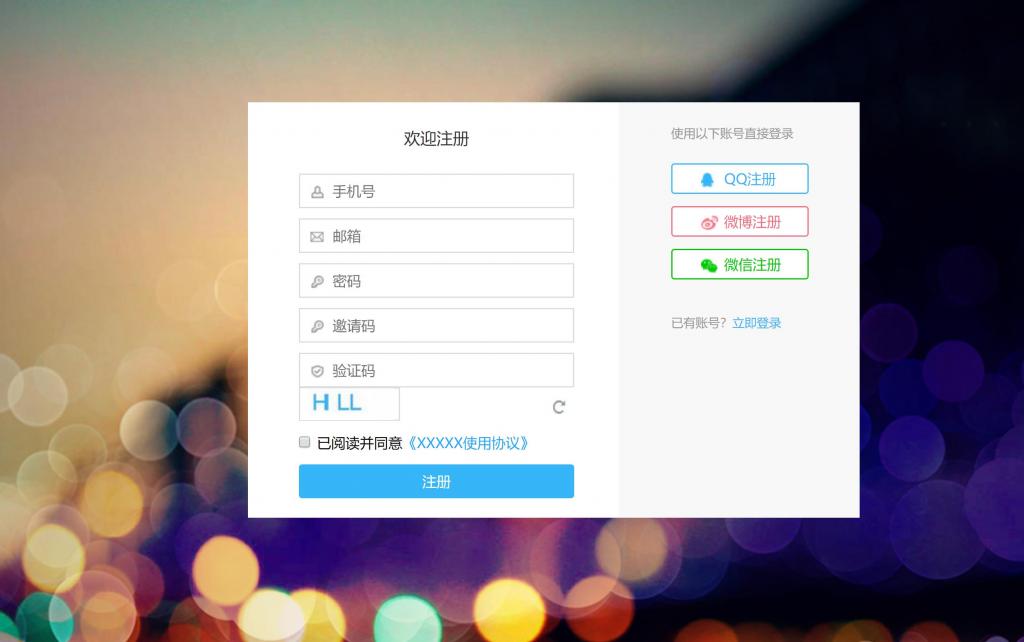 欢迎注册
手机号
邮箱
密码
邀请码
验证码
H LL
已阅读并同意《XXXXX使用协议》
注册
使用以下账号直接登录
QQ注册
微博注册
微信注册
已有账号？立即登录